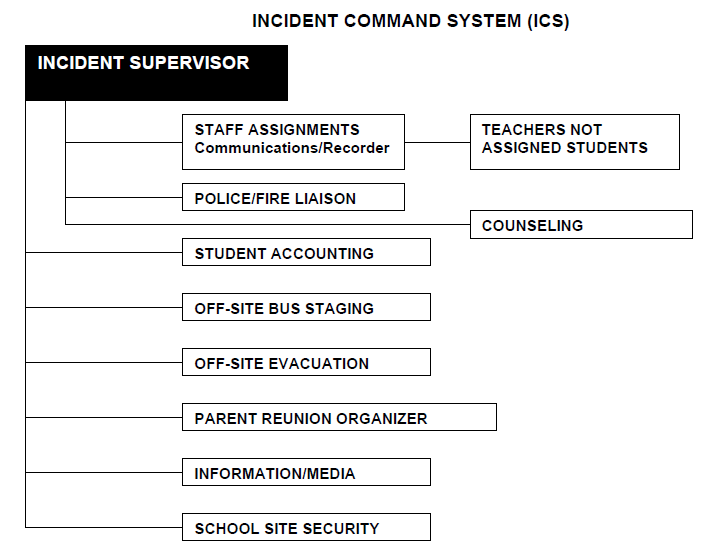 INCIDENT COMMAND SYSTEM (ICS)
INCIDENT SUPERVISOR
STAFF ASSIGNMENTS
Communications/Recorder
TEACHERS NOT
ASSIGNED STUDENTS
POLICE/FIRE LIAISON
COUNSELING
STUDENT ACCOUNTING
OFF-SITE BUS STAGING
OFF-SITE EVACUATION
PARENT REUNION ORGANIZER
INFORMATION/MEDIA
SCHOOL SITE SECURITY